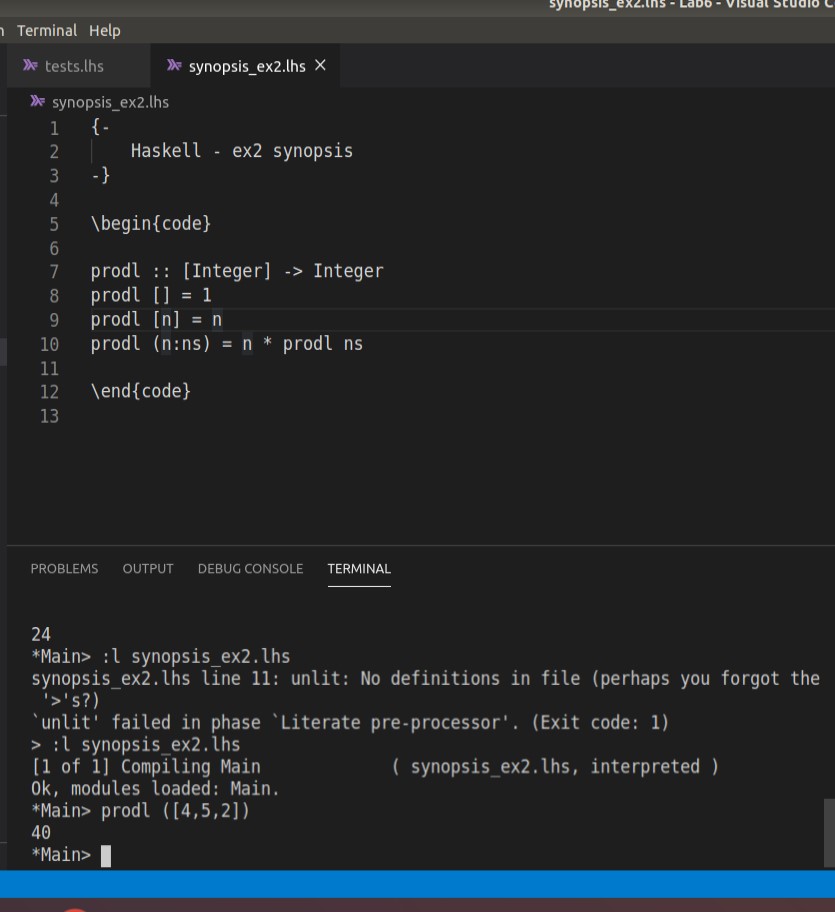 synopsis_ex2.lhs - Lab6 - Visual Studio C
Terminal Help
tests.lhs synopsis_ex2.lhs ×
synopsis_ex2.lhs
1 {-
2 Haskell - ex2 synopsis
3 -}
4
5 \begin{code}
6
7 prodl :: [Integer] -> Integer
8 prodl [] = 1
9 prodl [n] = n
10 prodl (n:ns) = n * prodl ns
11
12 \end{code}
13
PROBLEMS OUTPUT DEBUG CONSOLE TERMINAL
24
*Main> :l synopsis_ex2.lhs
synopsis_ex2.lhs line 11: unlit: No definitions in file (perhaps you forgot the
'>'s?)
`unlit' failed in phase `Literate pre-processor'. (Exit code: 1)
> :l synopsis_ex2.lhs
[1 of 1] Compiling Main ( synopsis_ex2.lhs, interpreted )
Ok, modules loaded: Main.
*Main> prodl ([4,5,2])
40
*Main>